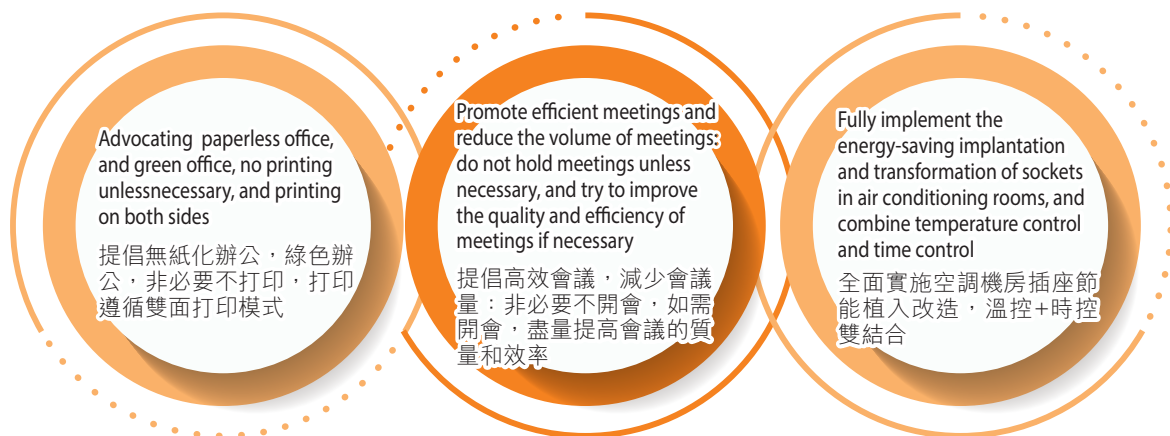 Advocating paperless office,
and green office, no printing
unlessnecessary, and printing
on both sides
提倡無紙化辦公，綠色辦
公，非必要不打印，打印
遵循雙面打印模式
Promote efficient meetings and
reduce the volume of meetings:
do not hold meetings unless
necessary, and try to improve
the quality and efficiency of
meetings if necessary
提倡高效會議，減少會議
量：非必要不開會，如需
開會，盡量提高會議的質
量和效率
Fully implement the
energy-saving implantation
and transformation of sockets
in air conditioning rooms, and
combine temperature control
and time control
全面實施空調機房插座節
能植入改造，溫控+時控
雙結合